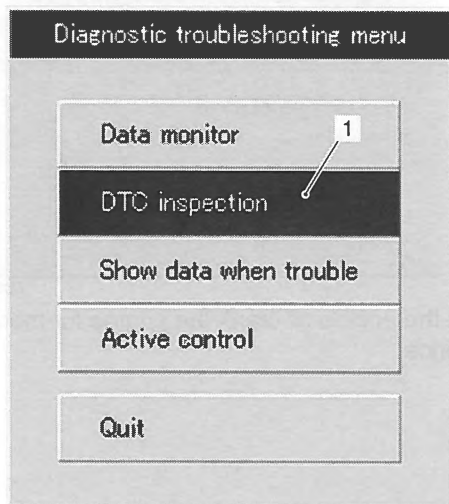 Diagnostic troubleshooting menu
Data monitor
1
DTC inspection
Show data when trouble
Active control
Quit